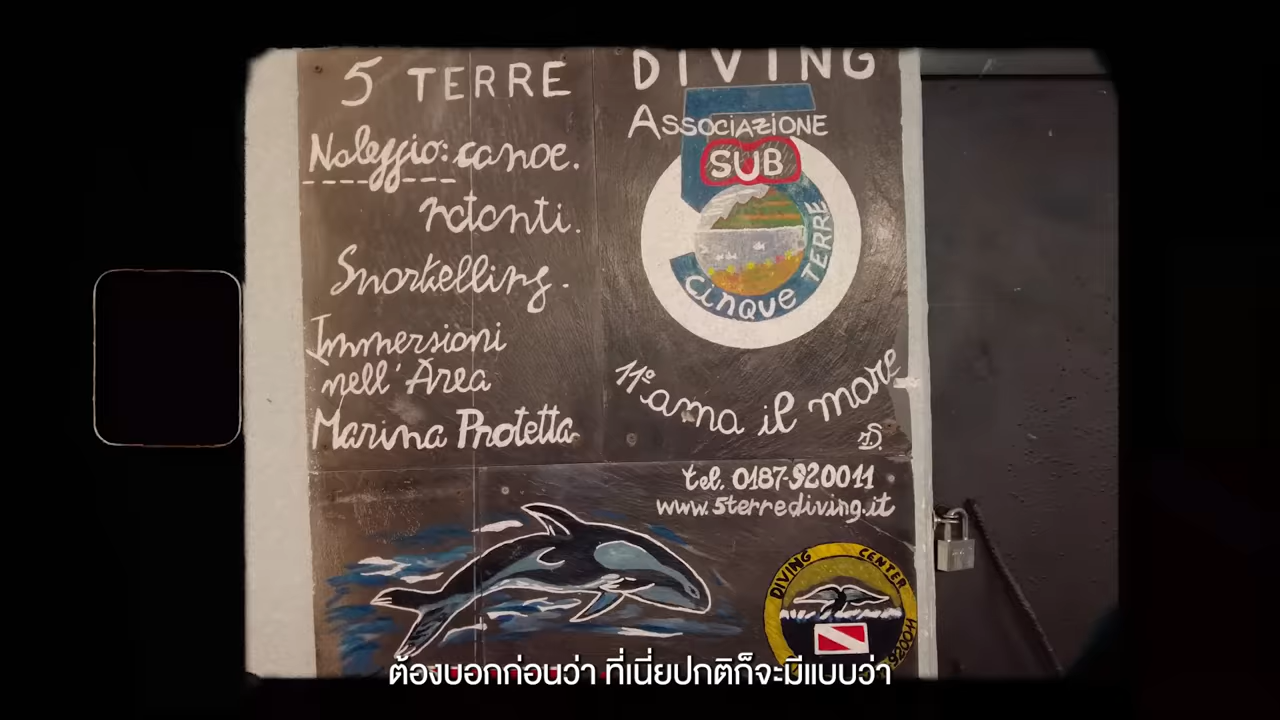 5 TERRE
Noleggio: canoe.
natanti.
Snorkelling.
Immersioni
nell'Area
Marina Protetta
DIVING
ASSOCIAZIONE
SUB
5
CINQUE TERRE
11° ama il mare
tel. 0187-920011
www.5terrediving.it
DIVING CENTER
ต้องบอกก่อนว่า ที่เนี่ยปกติก็จะมีแบบว่า